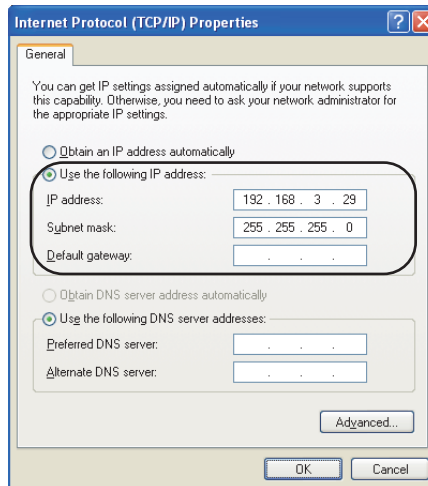 Internet Protocol (TCP/IP) Properties
General
You can get IP settings assigned automatically if your network supports
this capability. Otherwise, you need to ask your network administrator for
the appropriate IP settings.
Obtain an IP address automatically
Use the following IP address:
IP address: 192 . 168 . 3 . 29
Subnet mask: 255 . 255 . 255 . 0
Default gateway: . . .
Obtain DNS server address automatically
Use the following DNS server addresses:
Preferred DNS server: . . .
Alternate DNS server: . . .
Advanced...
OK Cancel